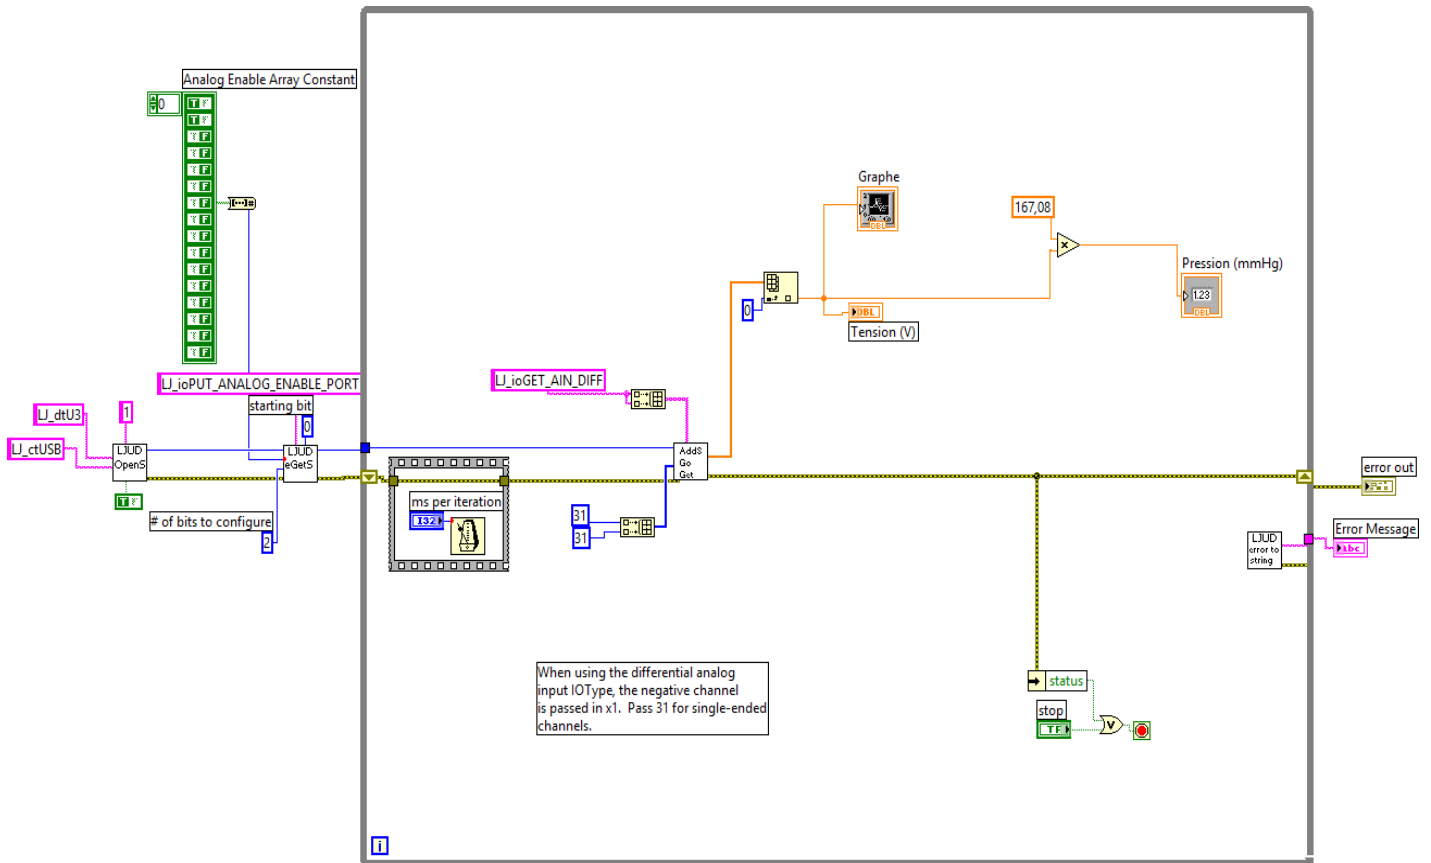 Analog Enable Array Constant
0
T
T
F
F
F
F
F
F
F
F
F
F
F
F
F
F
LJ_ioPUT_ANALOG_ENABLE_PORT
starting bit
0
LJ_dtU3
1
LJ_ctUSB
LJUD
OpenS
LJUD
eGetS
T
# of bits to configure
2
ms per iteration
I32
LJ_ioGET_AIN_DIFF
AddS
Go
Get
31
31
0
Graphe
DBL
DBL
Tension (V)
167,08
x
Pression (mmHg)
1.23
DBL
When using the differential analog
input IOType, the negative channel
is passed in x1.  Pass 31 for single-ended
channels.
status
stop
TF
V
LJUD
error to
string
error out
Error Message
abc
i